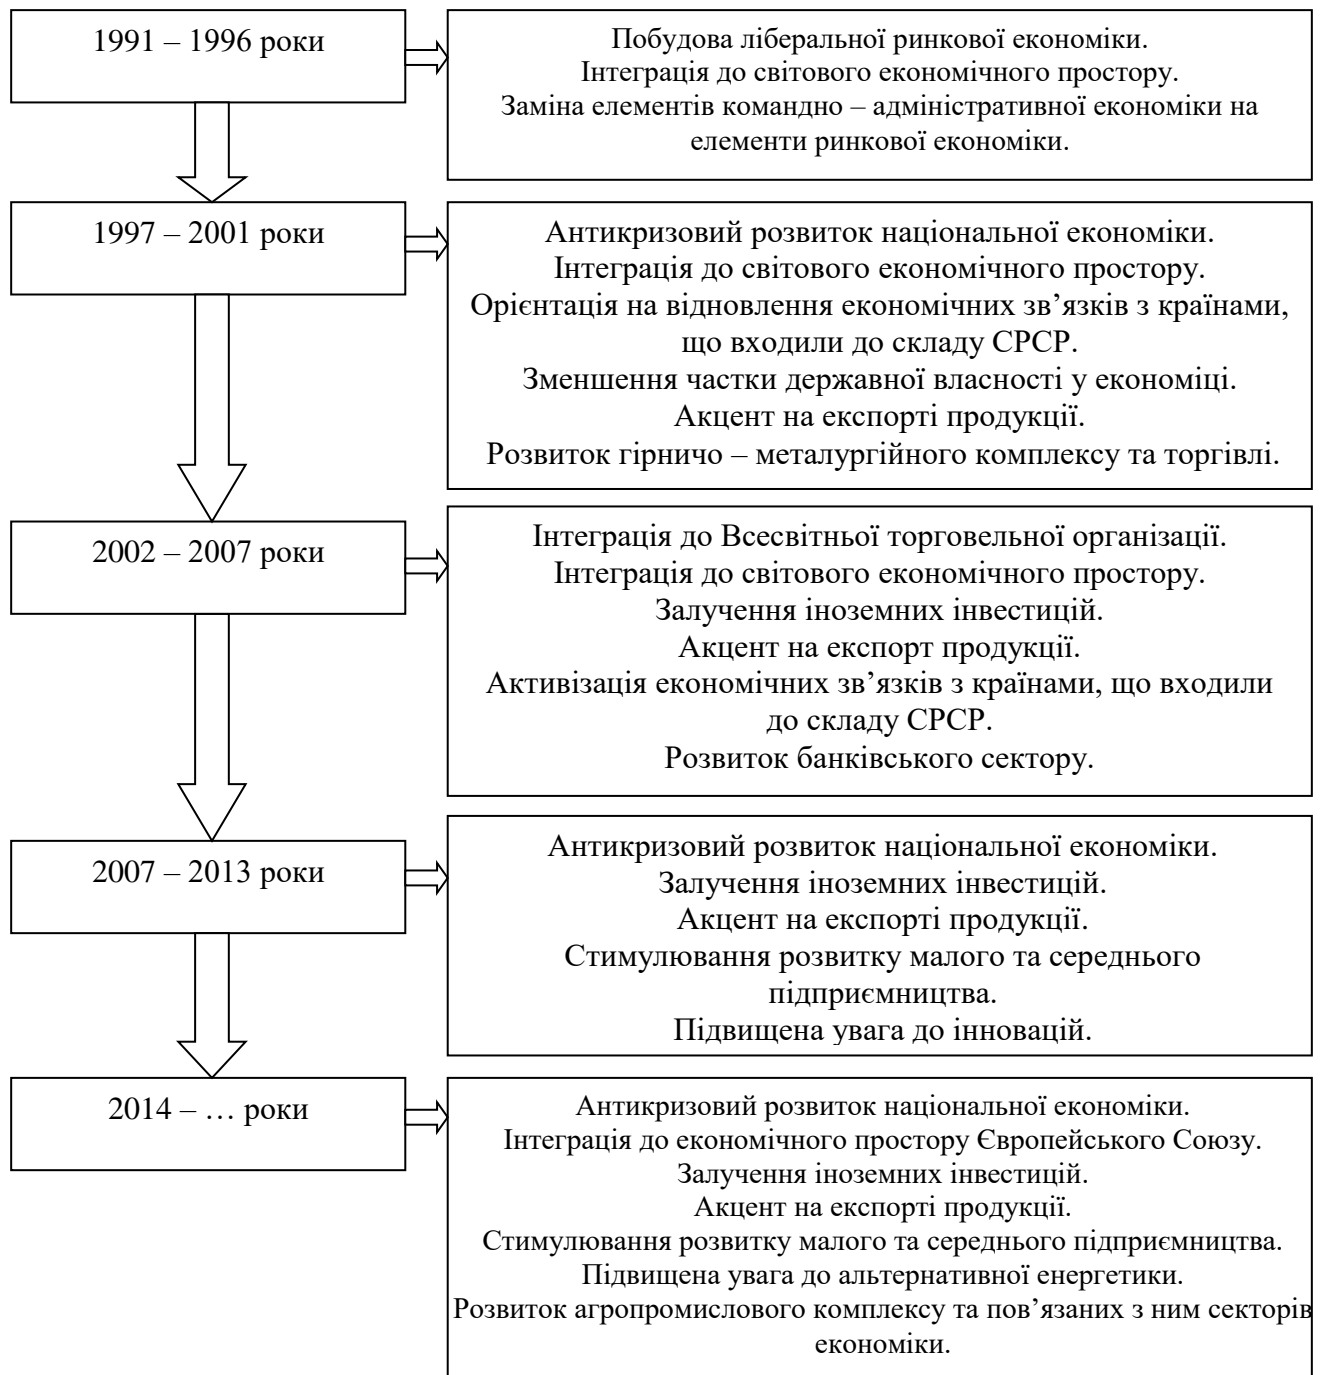 1991 – 1996 роки
Побудова ліберальної ринкової економіки.
Інтеграція до світового економічного простору.
Заміна елементів командно – адміністративної економіки на
елементи ринкової економіки.
1997 – 2001 роки
Антикризовий розвиток національної економіки.
Інтеграція до світового економічного простору.
Орієнтація на відновлення економічних зв’язків з країнами,
що входили до складу СРСР.
Зменшення частки державної власності у економіці.
Акцент на експорті продукції.
Розвиток гірничо – металургійного комплексу та торгівлі.
2002 – 2007 роки
Інтеграція до Всесвітньої торговельної організації.
Інтеграція до світового економічного простору.
Залучення іноземних інвестицій.
Акцент на експорт продукції.
Активізація економічних зв’язків з країнами, що входили
до складу СРСР.
Розвиток банківського сектору.
2007 – 2013 роки
Антикризовий розвиток національної економіки.
Залучення іноземних інвестицій.
Акцент на експорті продукції.
Стимулювання розвитку малого та середнього
підприємництва.
Підвищена увага до інновацій.
2014 – … роки
Антикризовий розвиток національної економіки.
Інтеграція до економічного простору Європейського Союзу.
Залучення іноземних інвестицій.
Акцент на експорті продукції.
Стимулювання розвитку малого та середнього підприємництва.
Підвищена увага до альтернативної енергетики.
Розвиток агропромислового комплексу та пов’язаних з ним секторів
економіки.